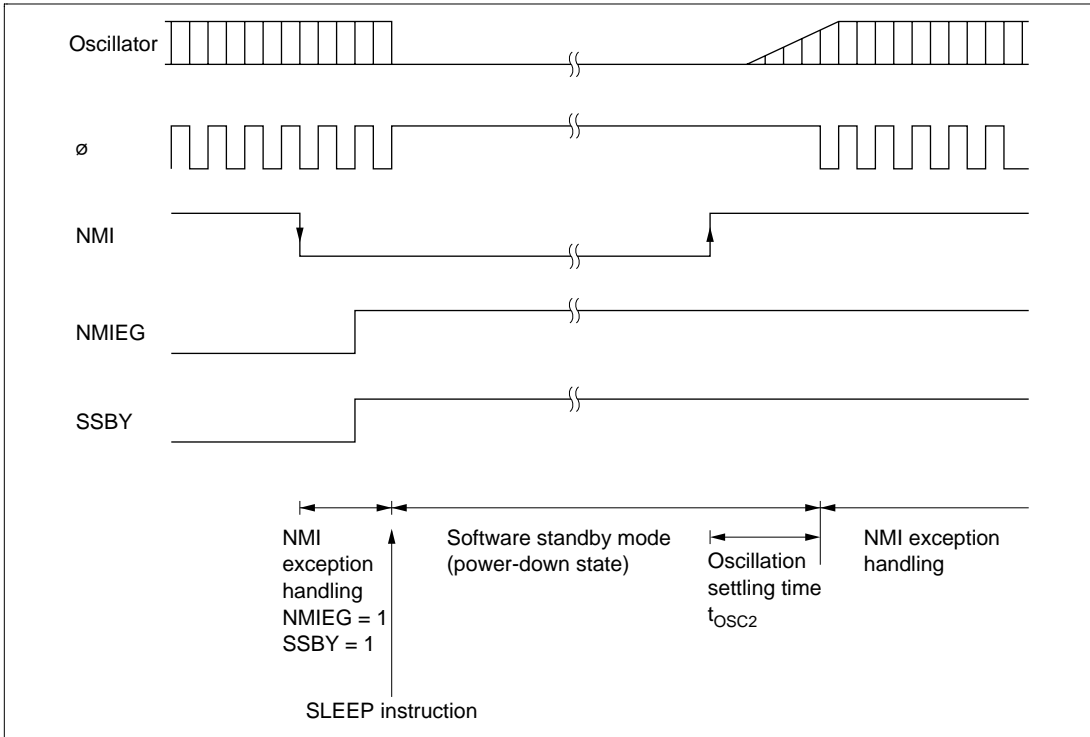 Oscillator
ø
NMI
NMIEG
SSBY
NMI
exception
handling
NMIEG = 1
SSBY = 1
Software standby mode
(power-down state)
Oscillation
settling time
tOSC2
NMI exception
handling
SLEEP instruction